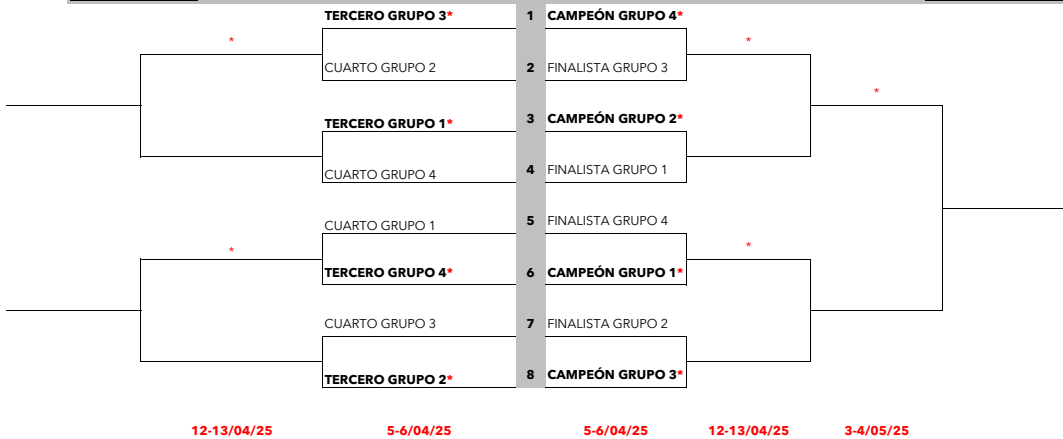 TERCERO GRUPO 3* 1 CAMPEÓN GRUPO 4*
* *
CUARTO GRUPO 2 2 FINALISTA GRUPO 3
*
TERCERO GRUPO 1* 3 CAMPEÓN GRUPO 2*
CUARTO GRUPO 4 4 FINALISTA GRUPO 1
CUARTO GRUPO 1 5 FINALISTA GRUPO 4
* *
TERCERO GRUPO 4* 6 CAMPEÓN GRUPO 1*
CUARTO GRUPO 3 7 FINALISTA GRUPO 2
TERCERO GRUPO 2* 8 CAMPEÓN GRUPO 3*
12-13/04/25 5-6/04/25 5-6/04/25 12-13/04/25 3-4/05/25